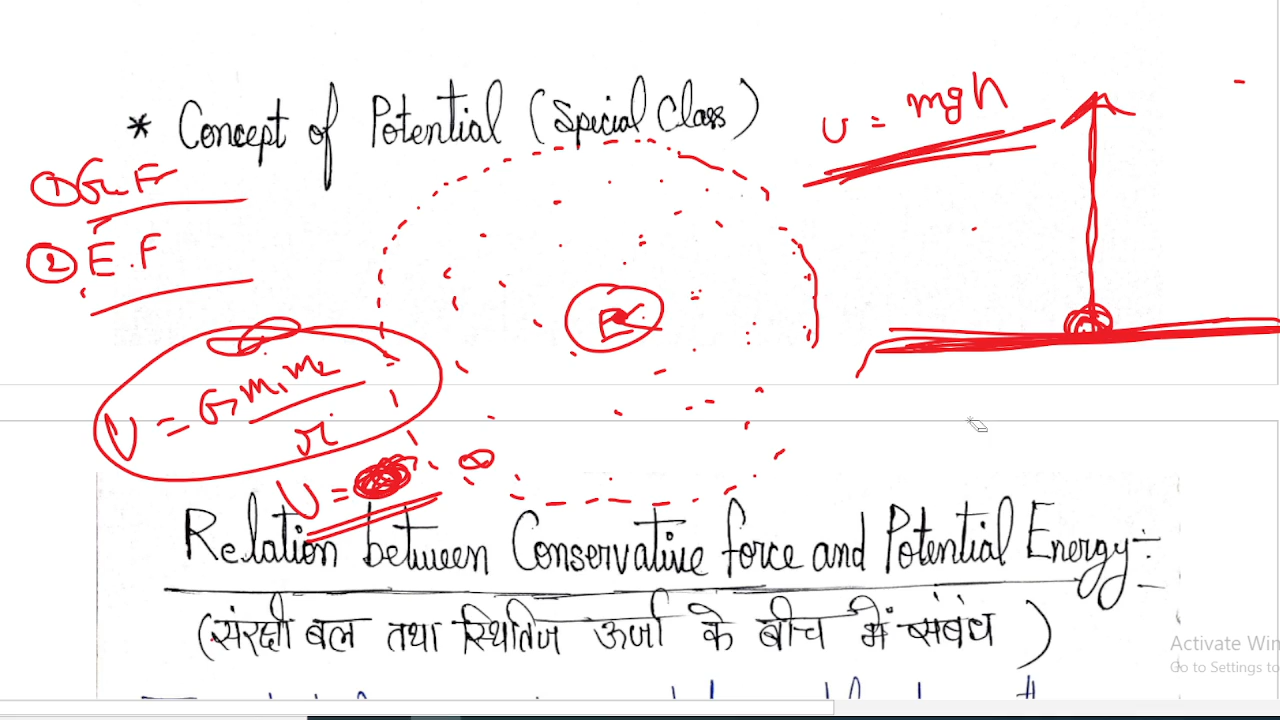 * Concept of Potential (Special Class)
U = mgh
① G.F
② E.F
E
U = G m₁m₂ / r
U =
∞
Relation between Conservative force and Potential Energy÷
(संरक्षी बल तथा स्थितिज ऊर्जा के बीच में संबंध)
Activate Win
Go to Settings to